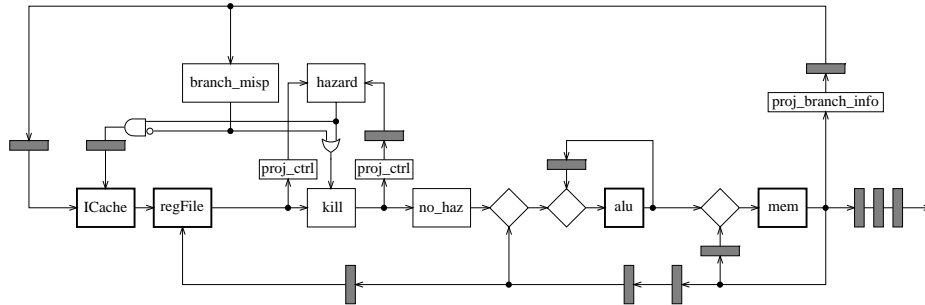 branch_misp
hazard
proj_branch_info
proj_ctrl
proj_ctrl
ICache
regFile
kill
no_haz
alu
mem